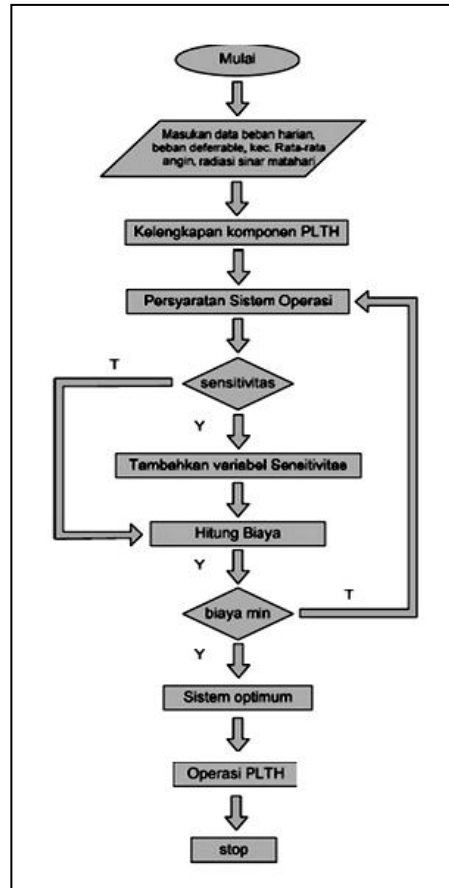 Mulai
Masukan data beban harian,
beban deferrable, kec. Rata-rata
angin, radiasi sinar matahari
Kelengkapan komponen PLTH
Persyaratan Sistem Operasi
T
sensitivitas
Y
Tambahkan variabel Sensitivitas
Hitung Biaya
Y
biaya min
T
Y
Sistem optimum
Operasi PLTH
stop